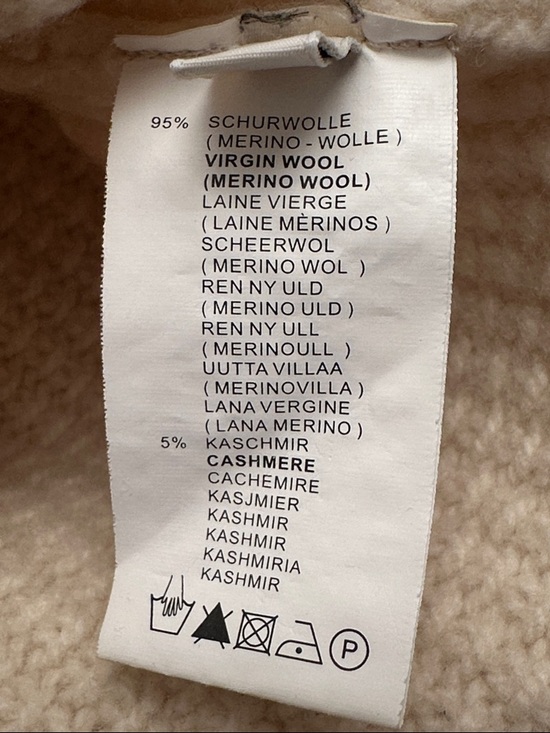 95% SCHURWOLLE
( MERINO - WOLLE )
VIRGIN WOOL
(MERINO WOOL)
LAINE VIERGE
( LAINE MÈRINOS )
SCHEERWOL
( MERINO WOL )
REN NY ULD
( MERINO ULD )
REN NY ULL
( MERINOULL )
UUTTA VILLAA
( MERINOVILLA )
LANA VERGINE
( LANA MERINO )
5% KASCHMIR
CASHMERE
CACHEMIRE
KASJMIER
KASHMIR
KASHMIR
KASHMIRIA
KASHMIR
P